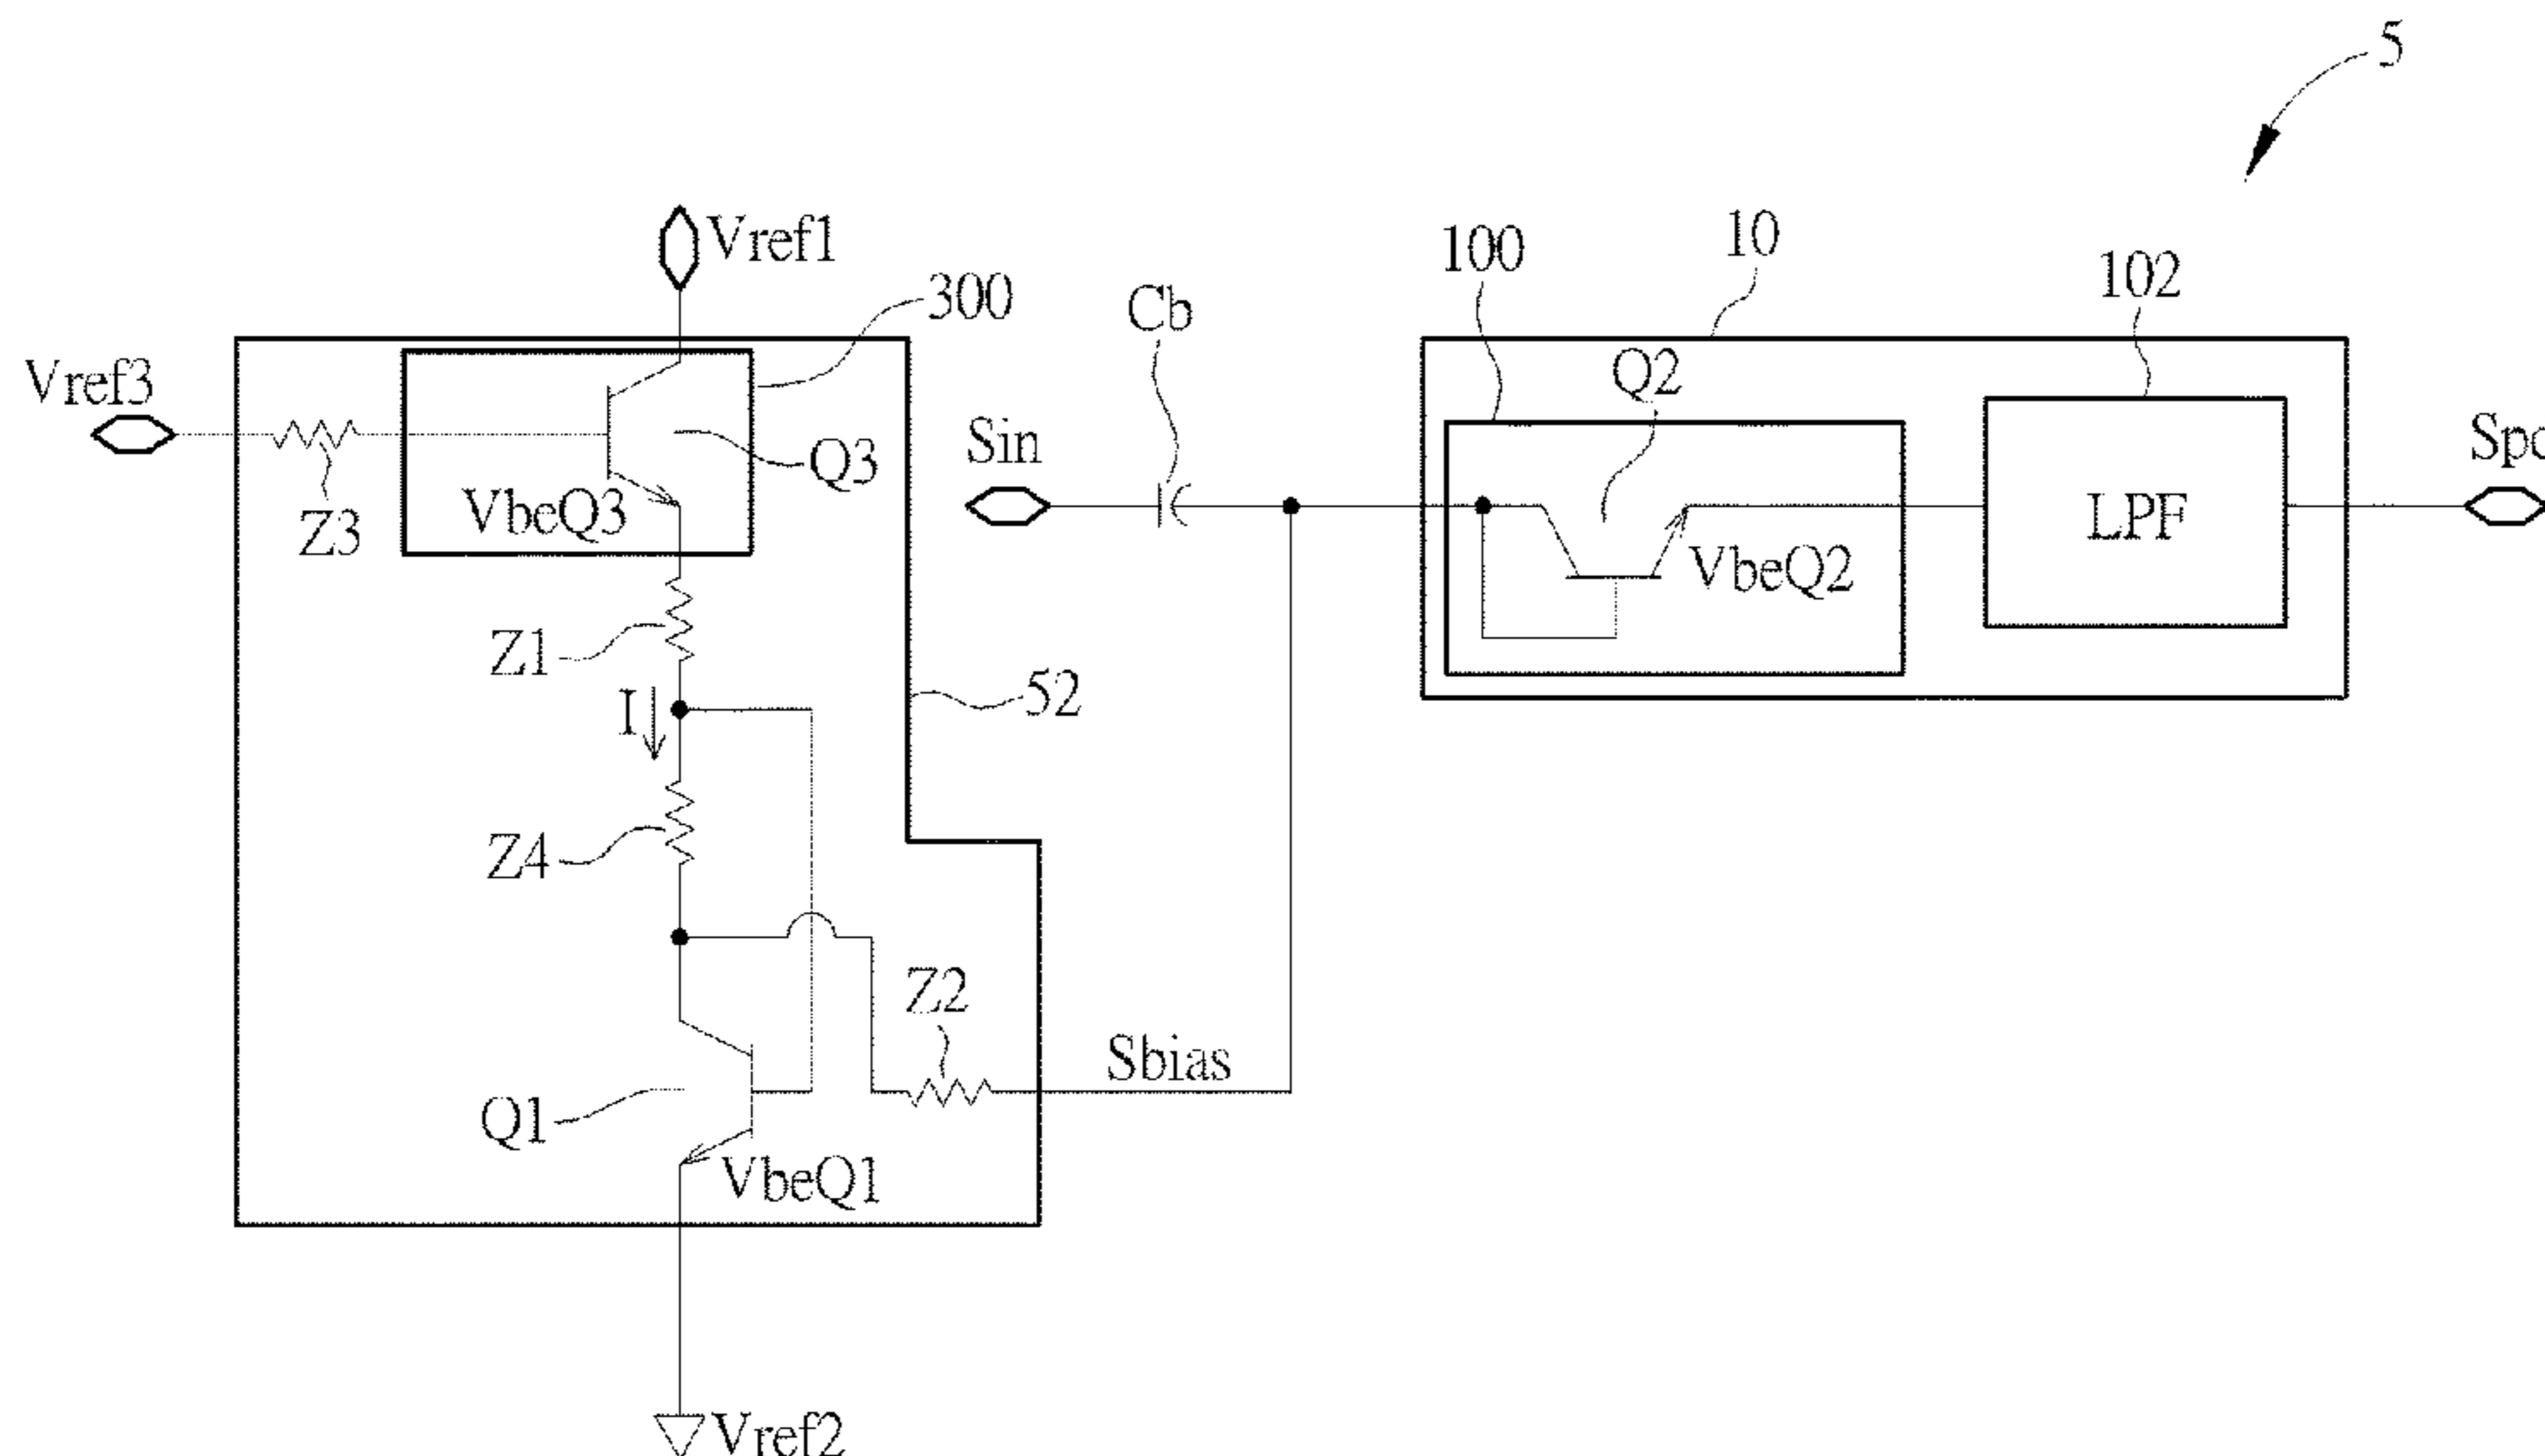 5
Vref1
300
Vref3
Q3
VbeQ3
Z3
Cb
100
10
102
Sin
Q2
VbeQ2
LPF
Spd
Z1
I
52
Z4
Z2
Sbias
Q1
VbeQ1
Vref2